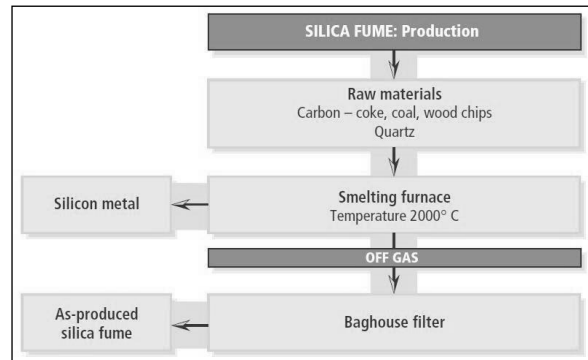 SILICA FUME: Production
Raw materials
Carbon – coke, coal, wood chips
Quartz
Silicon metal
Smelting furnace
Temperature 2000° C
OFF GAS
As-produced
silica fume
Baghouse filter